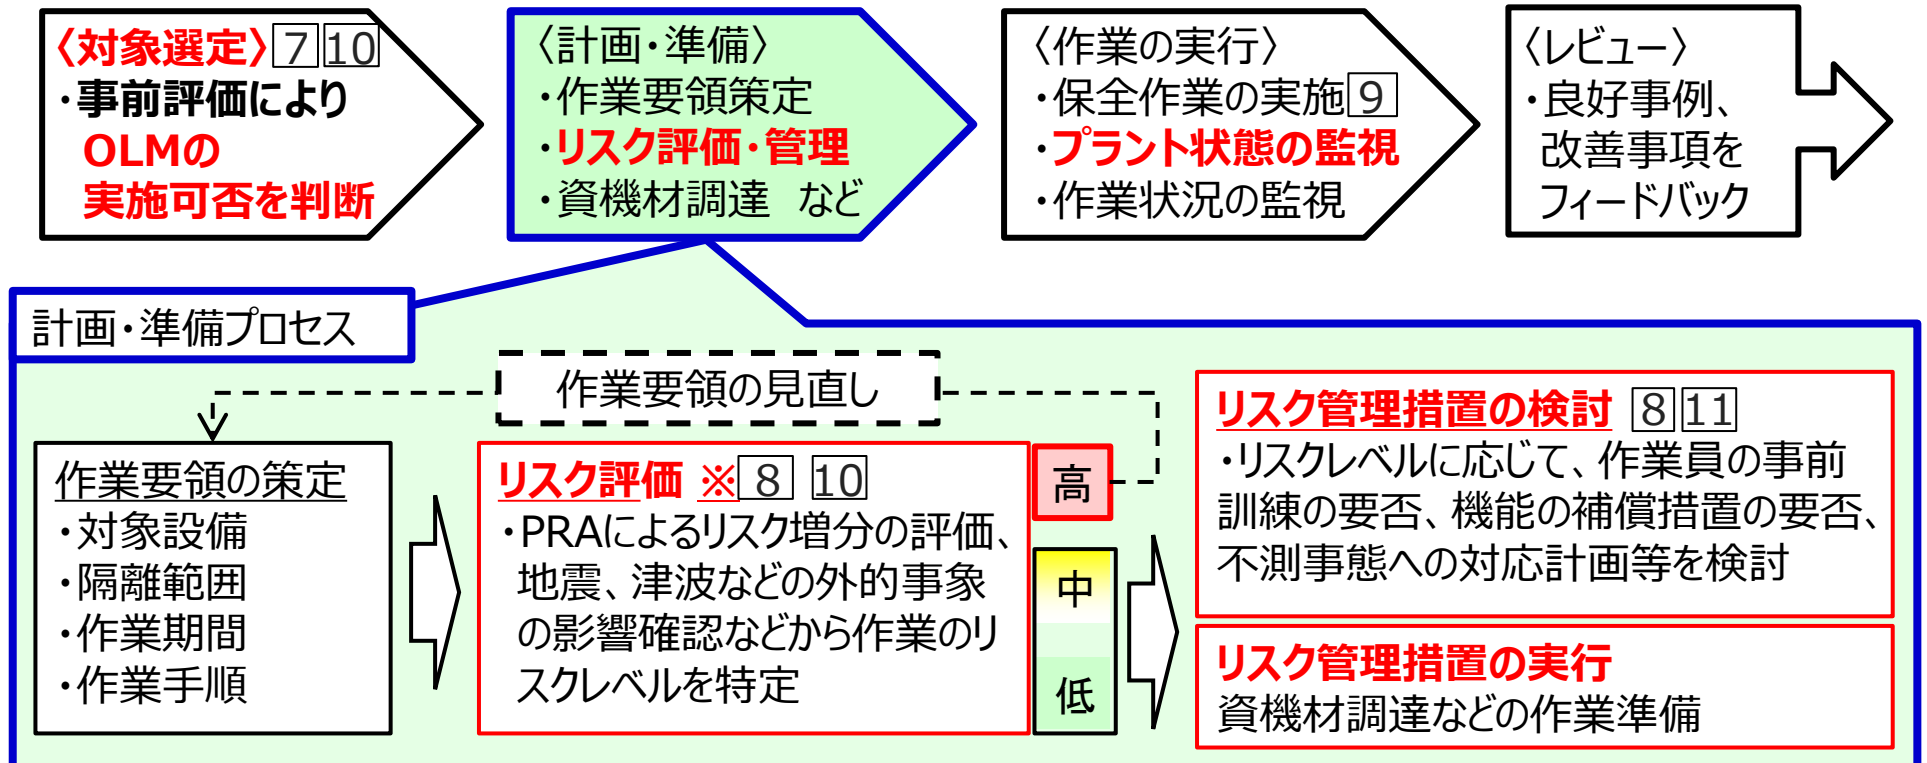 〈対象選定〉7 10
・事前評価により
OLMの
実施可否を判断
〈計画・準備〉
・作業要領策定
・リスク評価・管理
・資機材調達 など
〈作業の実行〉
・保全作業の実施9
・プラント状態の監視
・作業状況の監視
〈レビュー〉
・良好事例、
改善事項を
フィードバック
計画・準備プロセス
作業要領の見直し
作業要領の策定
・対象設備
・隔離範囲
・作業期間
・作業手順
リスク評価 ※8 10
・PRAによるリスク増分の評価、
地震、津波などの外的事象
の影響確認などから作業のリ
スクレベルを特定
高
中
低
リスク管理措置の検討 8 11
・リスクレベルに応じて、作業員の事前
訓練の要否、機能の補償措置の要否、
不測事態への対応計画等を検討
リスク管理措置の実行
資機材調達などの作業準備